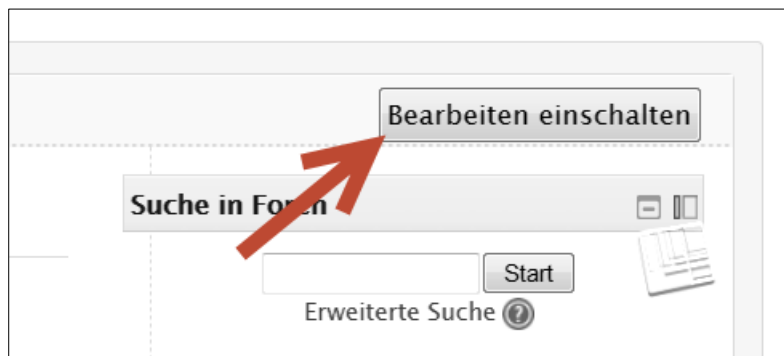 Bearbeiten einschalten
Suche in Foren
Start
Erweiterte Suche ?